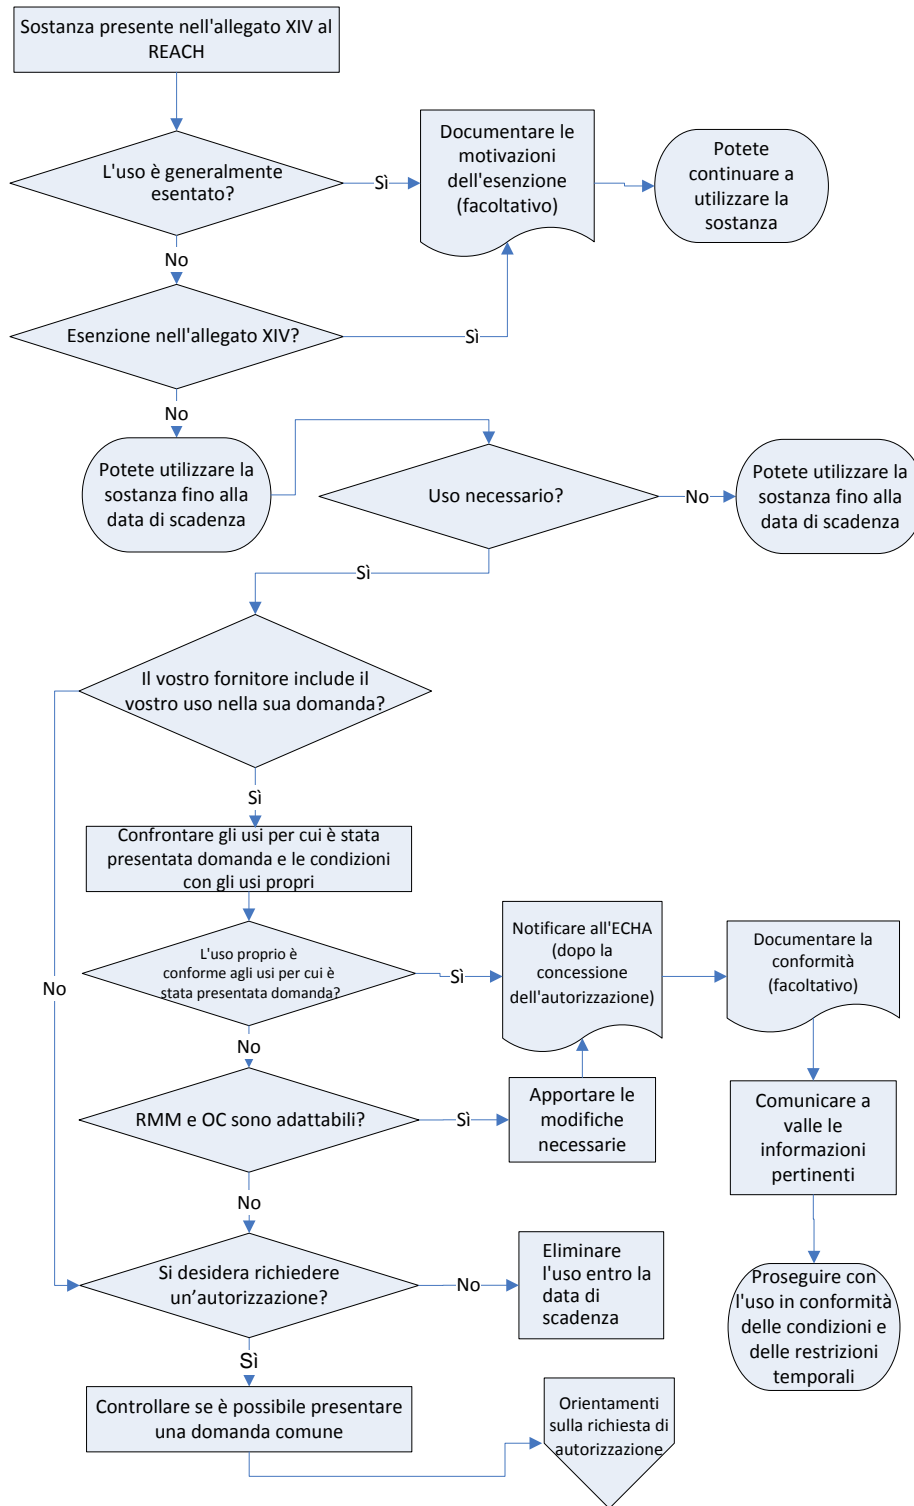 Sostanza presente nell'allegato XIV al
REACH
L'uso è generalmente
esentato?
Sì
Documentare le
motivazioni
dell'esenzione
(facoltativo)
Potete
continuare a
utilizzare la
sostanza
No
Esenzione nell'allegato XIV?
Sì
No
Potete utilizzare la
sostanza fino alla
data di scadenza
Uso necessario?
No
Potete utilizzare la
sostanza fino alla
data di scadenza
Sì
Il vostro fornitore include il
vostro uso nella sua domanda?
Sì
Confrontare gli usi per cui è stata
presentata domanda e le condizioni
con gli usi propri
L'uso proprio è
conforme agli usi per cui è
stata presentata domanda?
Sì
Notificare all'ECHA
(dopo la
concessione
dell'autorizzazione)
Documentare la
conformità
(facoltativo)
No
No
RMM e OC sono adattabili?
Sì
Apportare le
modifiche
necessarie
Comunicare a
valle le
informazioni
pertinenti
No
Si desidera richiedere
un'autorizzazione?
No
Eliminare
l'uso entro la
data di
scadenza
Proseguire con
l'uso in conformità
delle condizioni e
delle restrizioni
temporali
Sì
Controllare se è possibile presentare
una domanda comune
Orientamenti
sulla richiesta di
autorizzazione